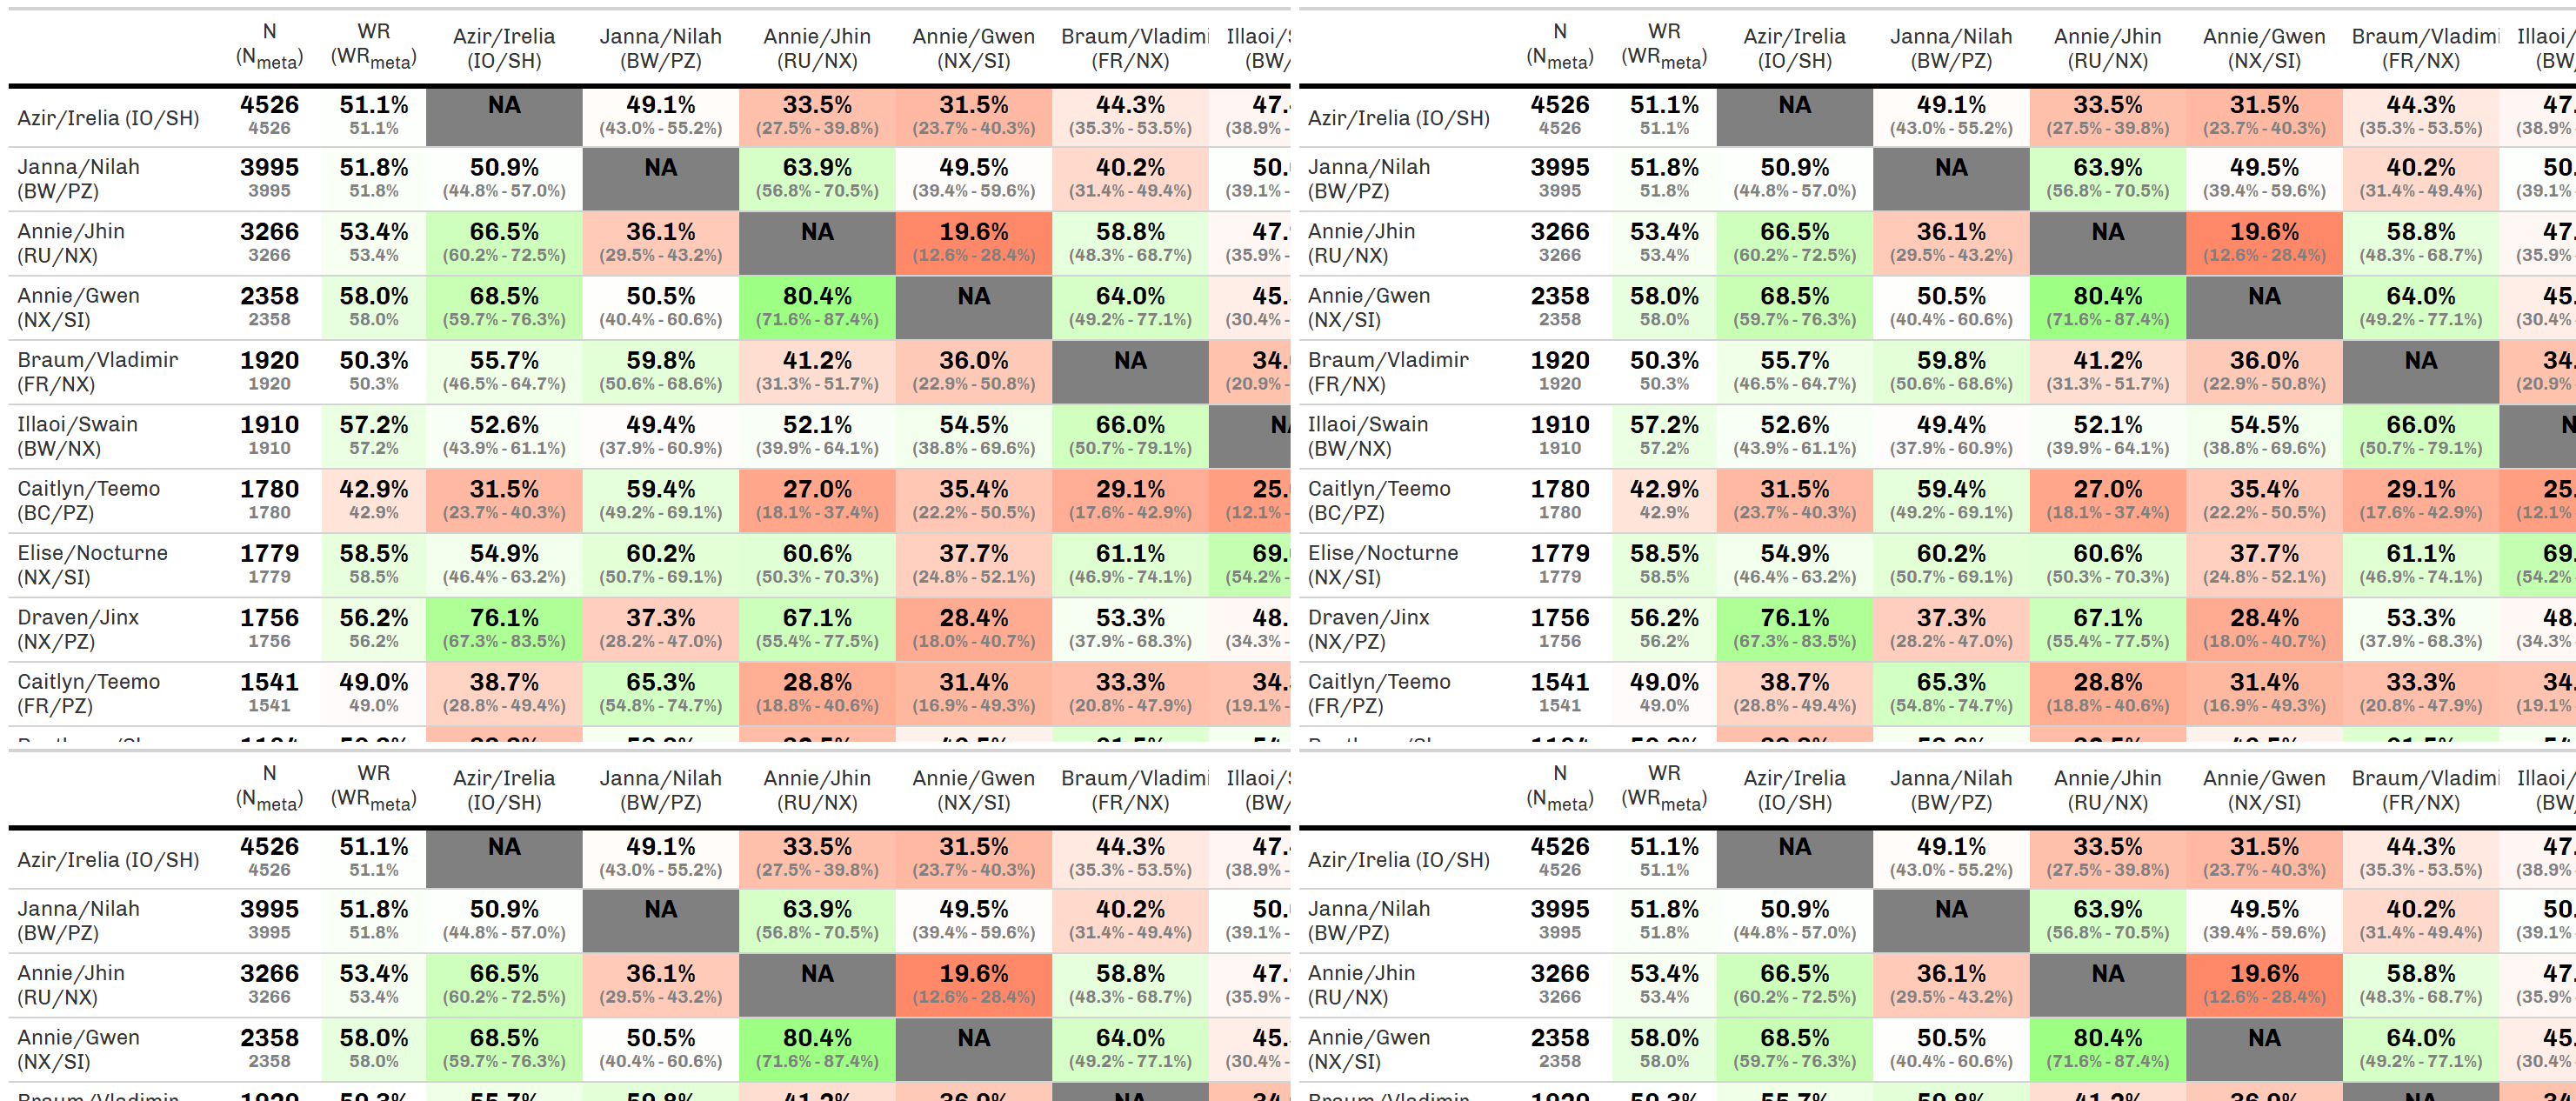 N WR Azir/Irelia Janna/Nilah Annie/Jhin Annie/Gwen Braum/Vladimi Illaoi/
(Nmeta) (WRmeta) (IO/SH) (BW/PZ) (RU/NX) (NX/SI) (FR/NX) (BW/
Azir/Irelia (IO/SH) 4526 51.1% NA 49.1% 33.5% 31.5% 44.3% 47.
4526 51.1% (43.0% - 55.2%) (27.5% - 39.8%) (23.7% - 40.3%) (35.3% - 53.5%) (38.9% -
Janna/Nilah 3995 51.8% 50.9% NA 63.9% 49.5% 40.2% 50.
(BW/PZ) 3995 51.8% (44.8% - 57.0%) (56.8% - 70.5%) (39.4% - 59.6%) (31.4% - 49.4%) (39.1% -
Annie/Jhin 3266 53.4% 66.5% 36.1% NA 19.6% 58.8% 47.
(RU/NX) 3266 53.4% (60.2% - 72.5%) (29.5% - 43.2%) (12.6% - 28.4%) (48.3% - 68.7%) (35.9% -
Annie/Gwen 2358 58.0% 68.5% 50.5% 80.4% NA 64.0% 45.
(NX/SI) 2358 58.0% (59.7% - 76.3%) (40.4% - 60.6%) (71.6% - 87.4%) (49.2% - 77.1%) (30.4% -
Braum/Vladimir 1920 50.3% 55.7% 59.8% 41.2% 36.0% NA 34.
(FR/NX) 1920 50.3% (46.5% - 64.7%) (50.6% - 68.6%) (31.3% - 51.7%) (22.9% - 50.8%) (20.9% -
Illaoi/Swain 1910 57.2% 52.6% 49.4% 52.1% 54.5% 66.0% NA
(BW/NX) 1910 57.2% (43.9% - 61.1%) (37.9% - 60.9%) (39.9% - 64.1%) (38.8% - 69.6%) (50.7% - 79.1%)
Caitlyn/Teemo 1780 42.9% 31.5% 59.4% 27.0% 35.4% 29.1% 25.
(BC/PZ) 1780 42.9% (23.7% - 40.3%) (49.2% - 69.1%) (18.1% - 37.4%) (22.2% - 50.5%) (17.6% - 42.9%) (12.1% -
Elise/Nocturne 1779 58.5% 54.9% 60.2% 60.6% 37.7% 61.1% 69.
(NX/SI) 1779 58.5% (46.4% - 63.2%) (50.7% - 69.1%) (50.3% - 70.3%) (24.8% - 52.1%) (46.9% - 74.1%) (54.2% -
Draven/Jinx 1756 56.2% 76.1% 37.3% 67.1% 28.4% 53.3% 48.
(NX/PZ) 1756 56.2% (67.3% - 83.5%) (28.2% - 47.0%) (55.4% - 77.5%) (18.0% - 40.7%) (37.9% - 68.3%) (34.3% -
Caitlyn/Teemo 1541 49.0% 38.7% 65.3% 28.8% 31.4% 33.3% 34.
(FR/PZ) 1541 49.0% (28.8% - 49.4%) (54.8% - 74.7%) (18.8% - 40.6%) (16.9% - 49.3%) (20.8% - 47.9%) (19.1% -
N WR Azir/Irelia Janna/Nilah Annie/Jhin Annie/Gwen Braum/Vladimi Illaoi/
(Nmeta) (WRmeta) (IO/SH) (BW/PZ) (RU/NX) (NX/SI) (FR/NX) (BW
Azir/Irelia (IO/SH) 4526 51.1% NA 49.1% 33.5% 31.5% 44.3% 47.
4526 51.1% (43.0% - 55.2%) (27.5% - 39.8%) (23.7% - 40.3%) (35.3% - 53.5%) (38.9%
Janna/Nilah 3995 51.8% 50.9% NA 63.9% 49.5% 40.2% 50.
(BW/PZ) 3995 51.8% (44.8% - 57.0%) (56.8% - 70.5%) (39.4% - 59.6%) (31.4% - 49.4%) (39.1%
Annie/Jhin 3266 53.4% 66.5% 36.1% NA 19.6% 58.8% 47.
(RU/NX) 3266 53.4% (60.2% - 72.5%) (29.5% - 43.2%) (12.6% - 28.4%) (48.3% - 68.7%) (35.9%
Annie/Gwen 2358 58.0% 68.5% 50.5% 80.4% NA 64.0% 45.
(NX/SI) 2358 58.0% (59.7% - 76.3%) (40.4% - 60.6%) (71.6% - 87.4%) (49.2% - 77.1%) (30.4%
Braum/Vladimir 1920 50.3% 55.7% 59.8% 41.2% 36.0% NA 34.
(FR/NX) 1920 50.3% (46.5% - 64.7%) (50.6% - 68.6%) (31.3% - 51.7%) (22.9% - 50.8%) (20.9%
Illaoi/Swain 1910 57.2% 52.6% 49.4% 52.1% 54.5% 66.0% N
(BW/NX) 1910 57.2% (43.9% - 61.1%) (37.9% - 60.9%) (39.9% - 64.1%) (38.8% - 69.6%) (50.7% - 79.1%)
Caitlyn/Teemo 1780 42.9% 31.5% 59.4% 27.0% 35.4% 29.1% 25.
(BC/PZ) 1780 42.9% (23.7% - 40.3%) (49.2% - 69.1%) (18.1% - 37.4%) (22.2% - 50.5%) (17.6% - 42.9%) (12.1%
Elise/Nocturne 1779 58.5% 54.9% 60.2% 60.6% 37.7% 61.1% 69.
(NX/SI) 1779 58.5% (46.4% - 63.2%) (50.7% - 69.1%) (50.3% - 70.3%) (24.8% - 52.1%) (46.9% - 74.1%) (54.2%
Draven/Jinx 1756 56.2% 76.1% 37.3% 67.1% 28.4% 53.3% 48.
(NX/PZ) 1756 56.2% (67.3% - 83.5%) (28.2% - 47.0%) (55.4% - 77.5%) (18.0% - 40.7%) (37.9% - 68.3%) (34.3%
Caitlyn/Teemo 1541 49.0% 38.7% 65.3% 28.8% 31.4% 33.3% 34.
(FR/PZ) 1541 49.0% (28.8% - 49.4%) (54.8% - 74.7%) (18.8% - 40.6%) (16.9% - 49.3%) (20.8% - 47.9%) (19.1%
N WR Azir/Irelia Janna/Nilah Annie/Jhin Annie/Gwen Braum/Vladimi Illaoi/
(Nmeta) (WRmeta) (IO/SH) (BW/PZ) (RU/NX) (NX/SI) (FR/NX) (BW/
Azir/Irelia (IO/SH) 4526 51.1% NA 49.1% 33.5% 31.5% 44.3% 47.
4526 51.1% (43.0% - 55.2%) (27.5% - 39.8%) (23.7% - 40.3%) (35.3% - 53.5%) (38.9% -
Janna/Nilah 3995 51.8% 50.9% NA 63.9% 49.5% 40.2% 50.
(BW/PZ) 3995 51.8% (44.8% - 57.0%) (56.8% - 70.5%) (39.4% - 59.6%) (31.4% - 49.4%) (39.1% -
Annie/Jhin 3266 53.4% 66.5% 36.1% NA 19.6% 58.8% 47.
(RU/NX) 3266 53.4% (60.2% - 72.5%) (29.5% - 43.2%) (12.6% - 28.4%) (48.3% - 68.7%) (35.9% -
Annie/Gwen 2358 58.0% 68.5% 50.5% 80.4% NA 64.0% 45.
(NX/SI) 2358 58.0% (59.7% - 76.3%) (40.4% - 60.6%) (71.6% - 87.4%) (49.2% - 77.1%) (30.4% -
Braum/Vladimir 1920 50.3% 55.7% 59.8% 41.2% 36.0% NA 34.
N WR Azir/Irelia Janna/Nilah Annie/Jhin Annie/Gwen Braum/Vladimi Illaoi/
(Nmeta) (WRmeta) (IO/SH) (BW/PZ) (RU/NX) (NX/SI) (FR/NX) (BW
Azir/Irelia (IO/SH) 4526 51.1% NA 49.1% 33.5% 31.5% 44.3% 47.
4526 51.1% (43.0% - 55.2%) (27.5% - 39.8%) (23.7% - 40.3%) (35.3% - 53.5%) (38.9%
Janna/Nilah 3995 51.8% 50.9% NA 63.9% 49.5% 40.2% 50.
(BW/PZ) 3995 51.8% (44.8% - 57.0%) (56.8% - 70.5%) (39.4% - 59.6%) (31.4% - 49.4%) (39.1%
Annie/Jhin 3266 53.4% 66.5% 36.1% NA 19.6% 58.8% 47.
(RU/NX) 3266 53.4% (60.2% - 72.5%) (29.5% - 43.2%) (12.6% - 28.4%) (48.3% - 68.7%) (35.9%
Annie/Gwen 2358 58.0% 68.5% 50.5% 80.4% NA 64.0% 45.
(NX/SI) 2358 58.0% (59.7% - 76.3%) (40.4% - 60.6%) (71.6% - 87.4%) (49.2% - 77.1%) (30.4%
Braum/Vladimir 1920 50.3% 55.7% 59.8% 41.2% 36.0% NA 34.